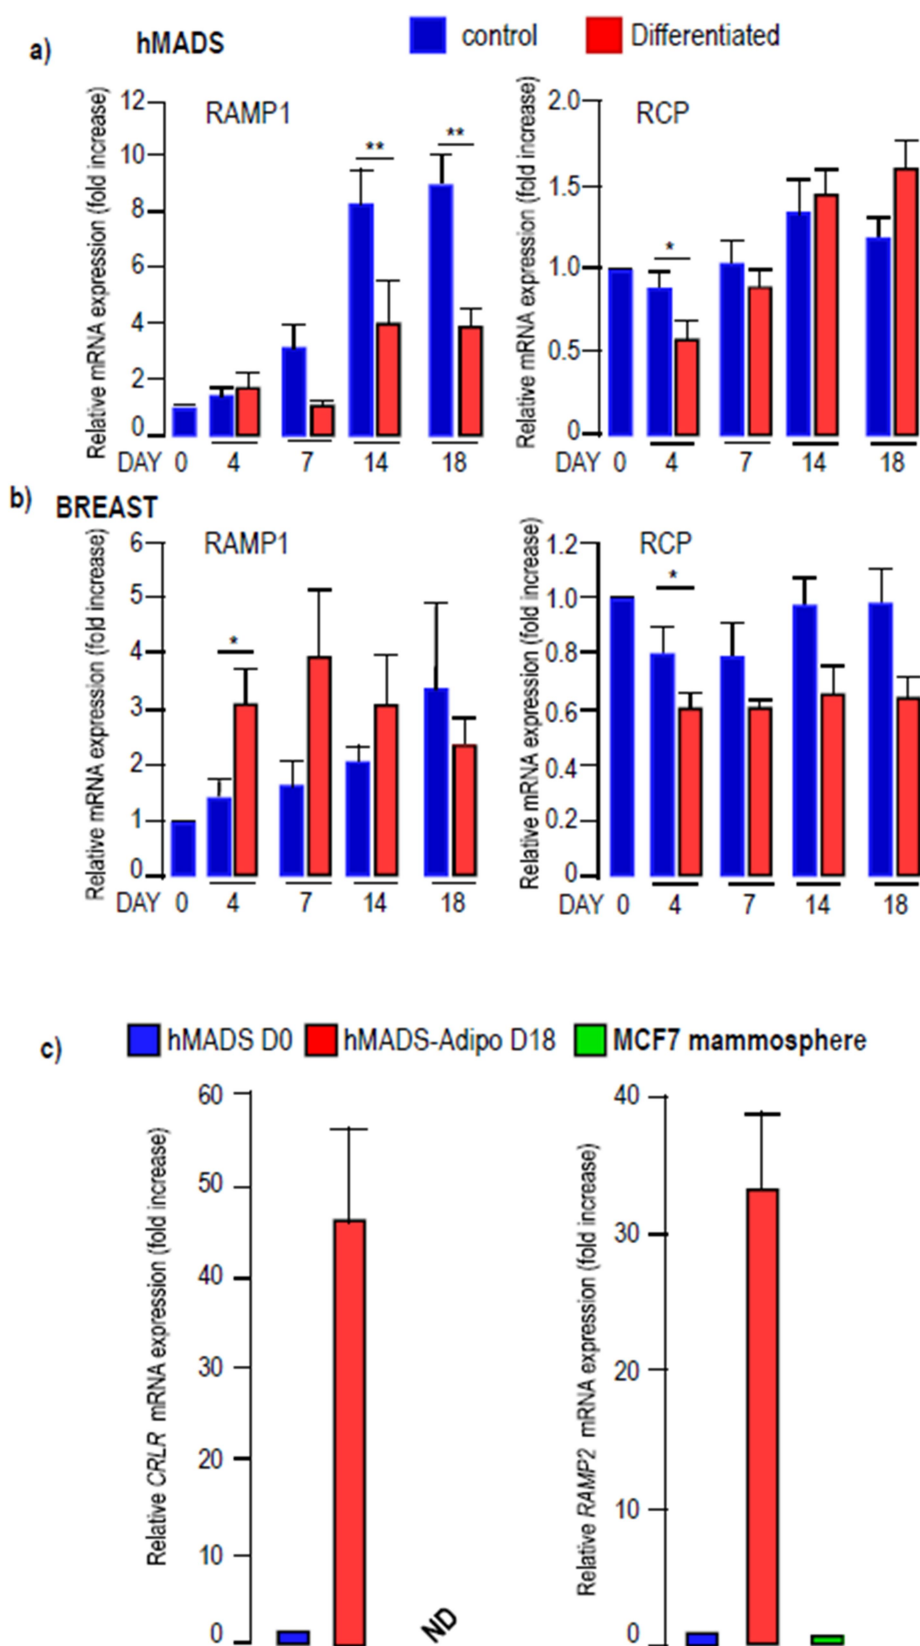 a) hMADS control Differentiated
RAMP1
Relative mRNA expression (fold increase)
12
10
8
6
4
2
0
DAY 0 4 7 14 18
** **
RCP
Relative mRNA expression (fold increase)
2.0
1.5
1.0
0.5
0
DAY 0 4 7 14 18
*
b) BREAST
RAMP1
Relative mRNA expression (fold increase)
6
5
4
3
2
1
0
DAY 0 4 7 14 18
*
RCP
Relative mRNA expression (fold increase)
1.2
1.0
0.8
0.6
0.4
0.2
0
DAY 0 4 7 14 18
*
c) hMADS D0 hMADS-Adipo D18 MCF7 mammosphere
Relative CRLR mRNA expression (fold increase)
60
50
40
30
20
10
0
ND
Relative RAMP2 mRNA expression (fold increase)
40
30
20
10
0